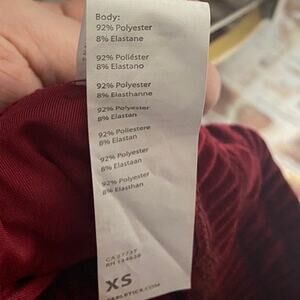 Body:
92% Polyester
8% Elastane
92% Poliéster
8% Elastano
92% Polyester
8% Elasthanne
92% Polyester
8% Elastan
92% Poliestere
8% Elastan
92% Polyester
8% Elastaan
92% Polyester
8% Elasthan
XS